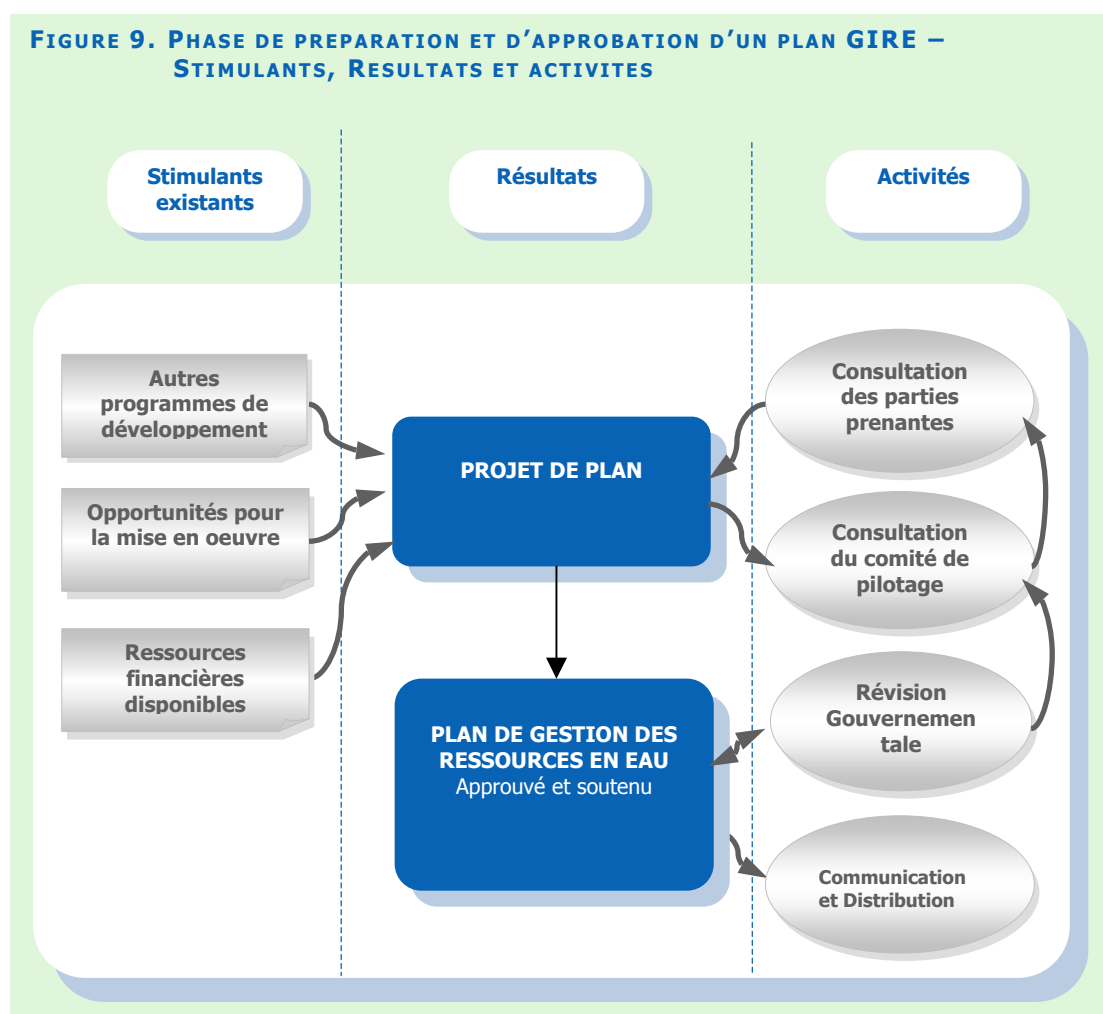 FIGURE 9. PHASE DE PREPARATION ET D'APPROBATION D'UN PLAN GIRE –
STIMULANTS, RESULTATS ET ACTIVITES
Stimulants
existants
Résultats
Activités
Autres
programmes de
développement
Opportunités pour
la mise en oeuvre
Ressources
financières
disponibles
PROJET DE PLAN
PLAN DE GESTION DES
RESSOURCES EN EAU
Approuvé et soutenu
Consultation
des parties
prenantes
Consultation
du comité de
pilotage
Révision
Gouvernemen
tale
Communication
et Distribution